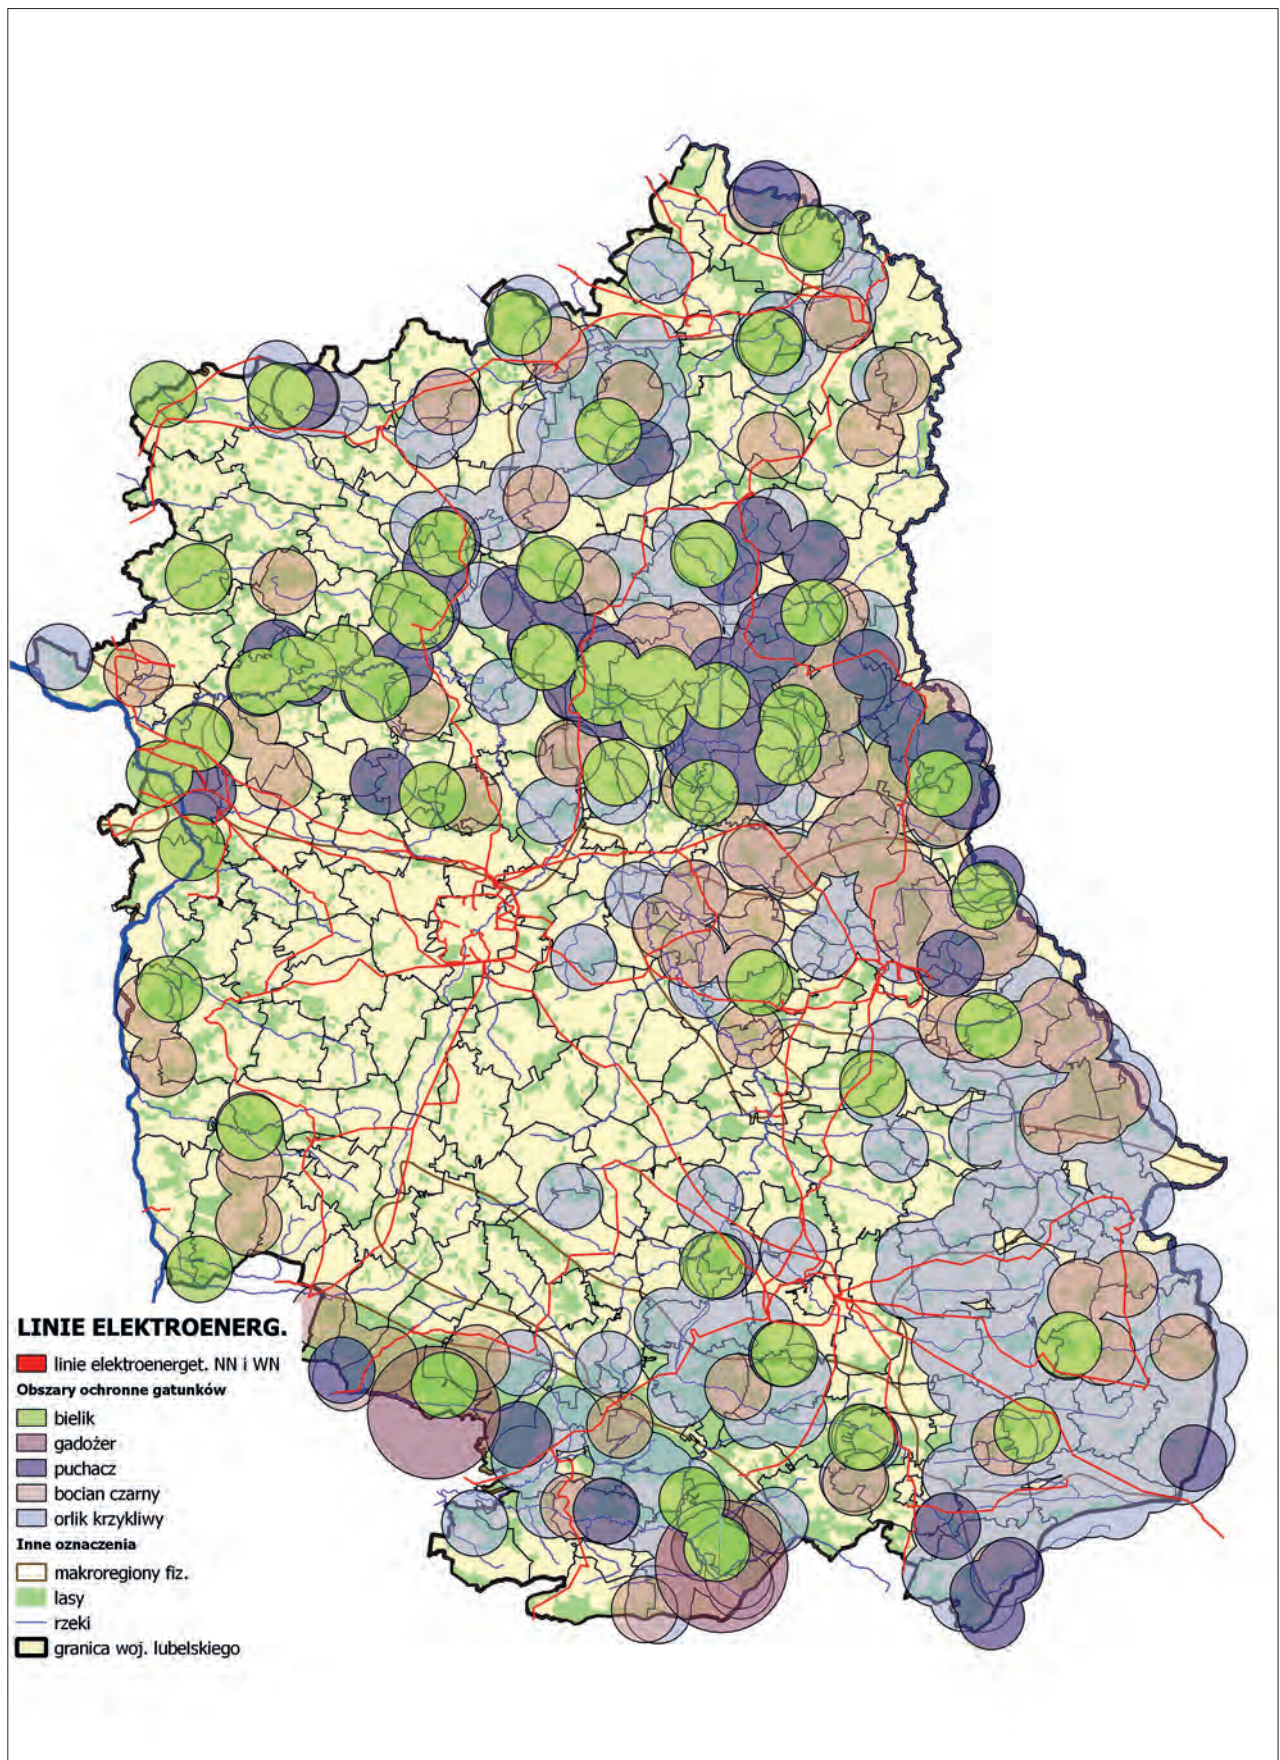 LINIE ELEKTROENERG.
linie elektroenerget. NN i WN
Obszary ochronne gatunków
bielik
gadożer
puchacz
bocian czarny
orlik krzykliwy
Inne oznaczenia
makroregiony fiz.
lasy
rzeki
granica woj. lubelskiego